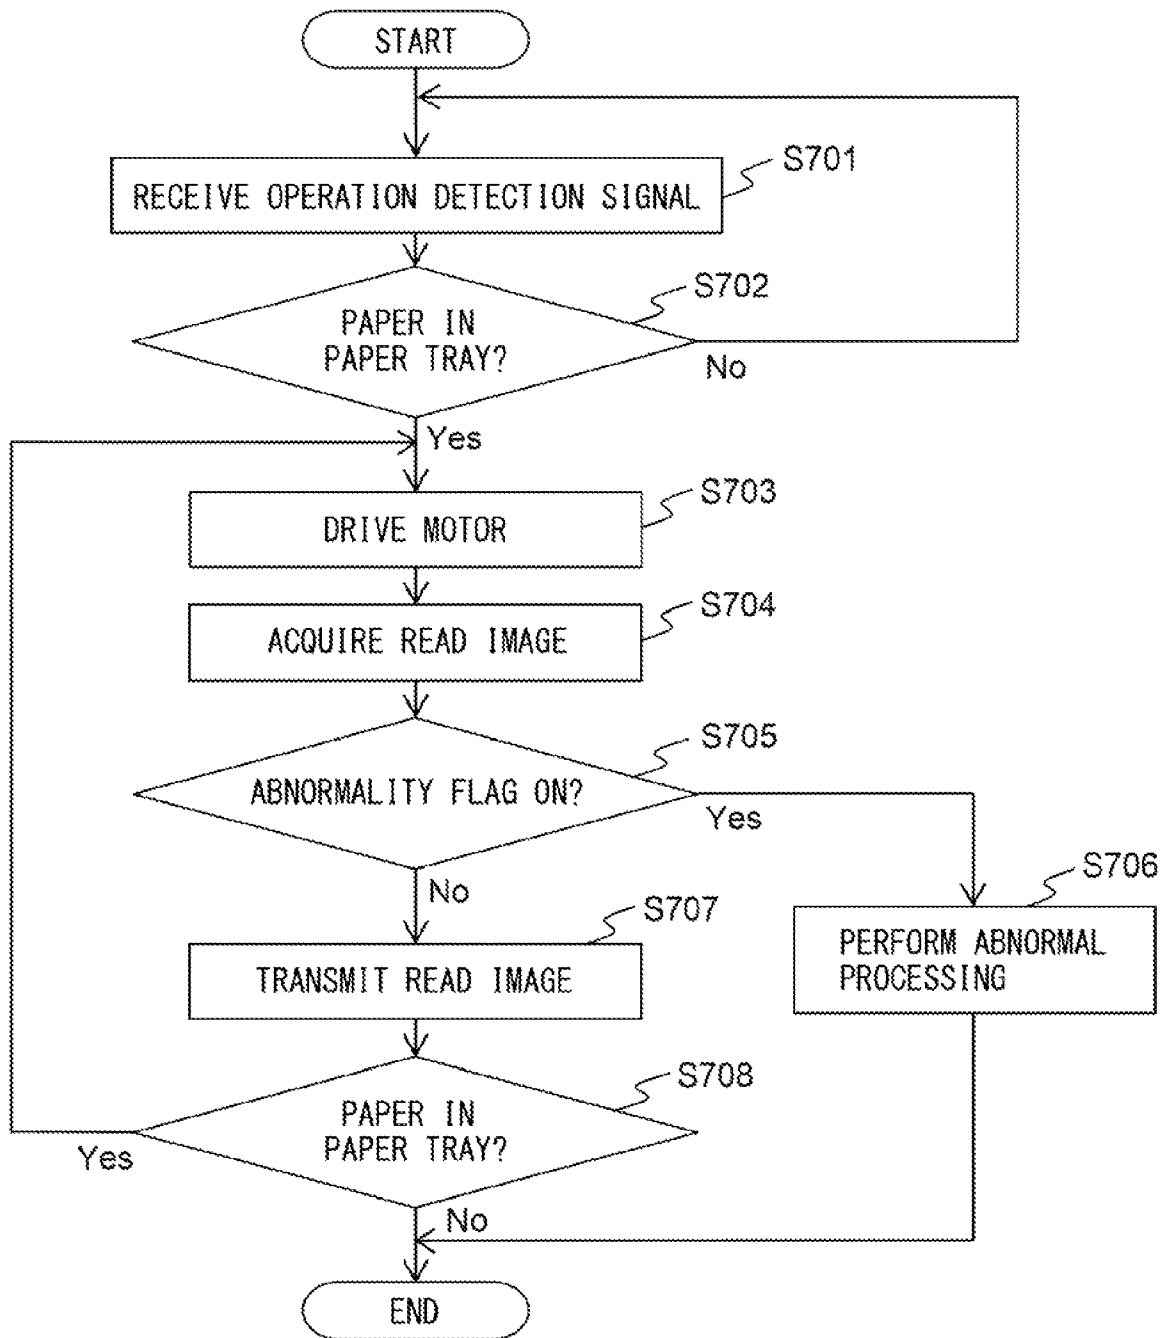 START
S701
RECEIVE OPERATION DETECTION SIGNAL
S702
PAPER IN
PAPER TRAY?
No
Yes
S703
DRIVE MOTOR
S704
ACQUIRE READ IMAGE
S705
ABNORMALITY FLAG ON?
Yes
No
S706
PERFORM ABNORMAL
PROCESSING
S707
TRANSMIT READ IMAGE
S708
PAPER IN
PAPER TRAY?
Yes
No
END